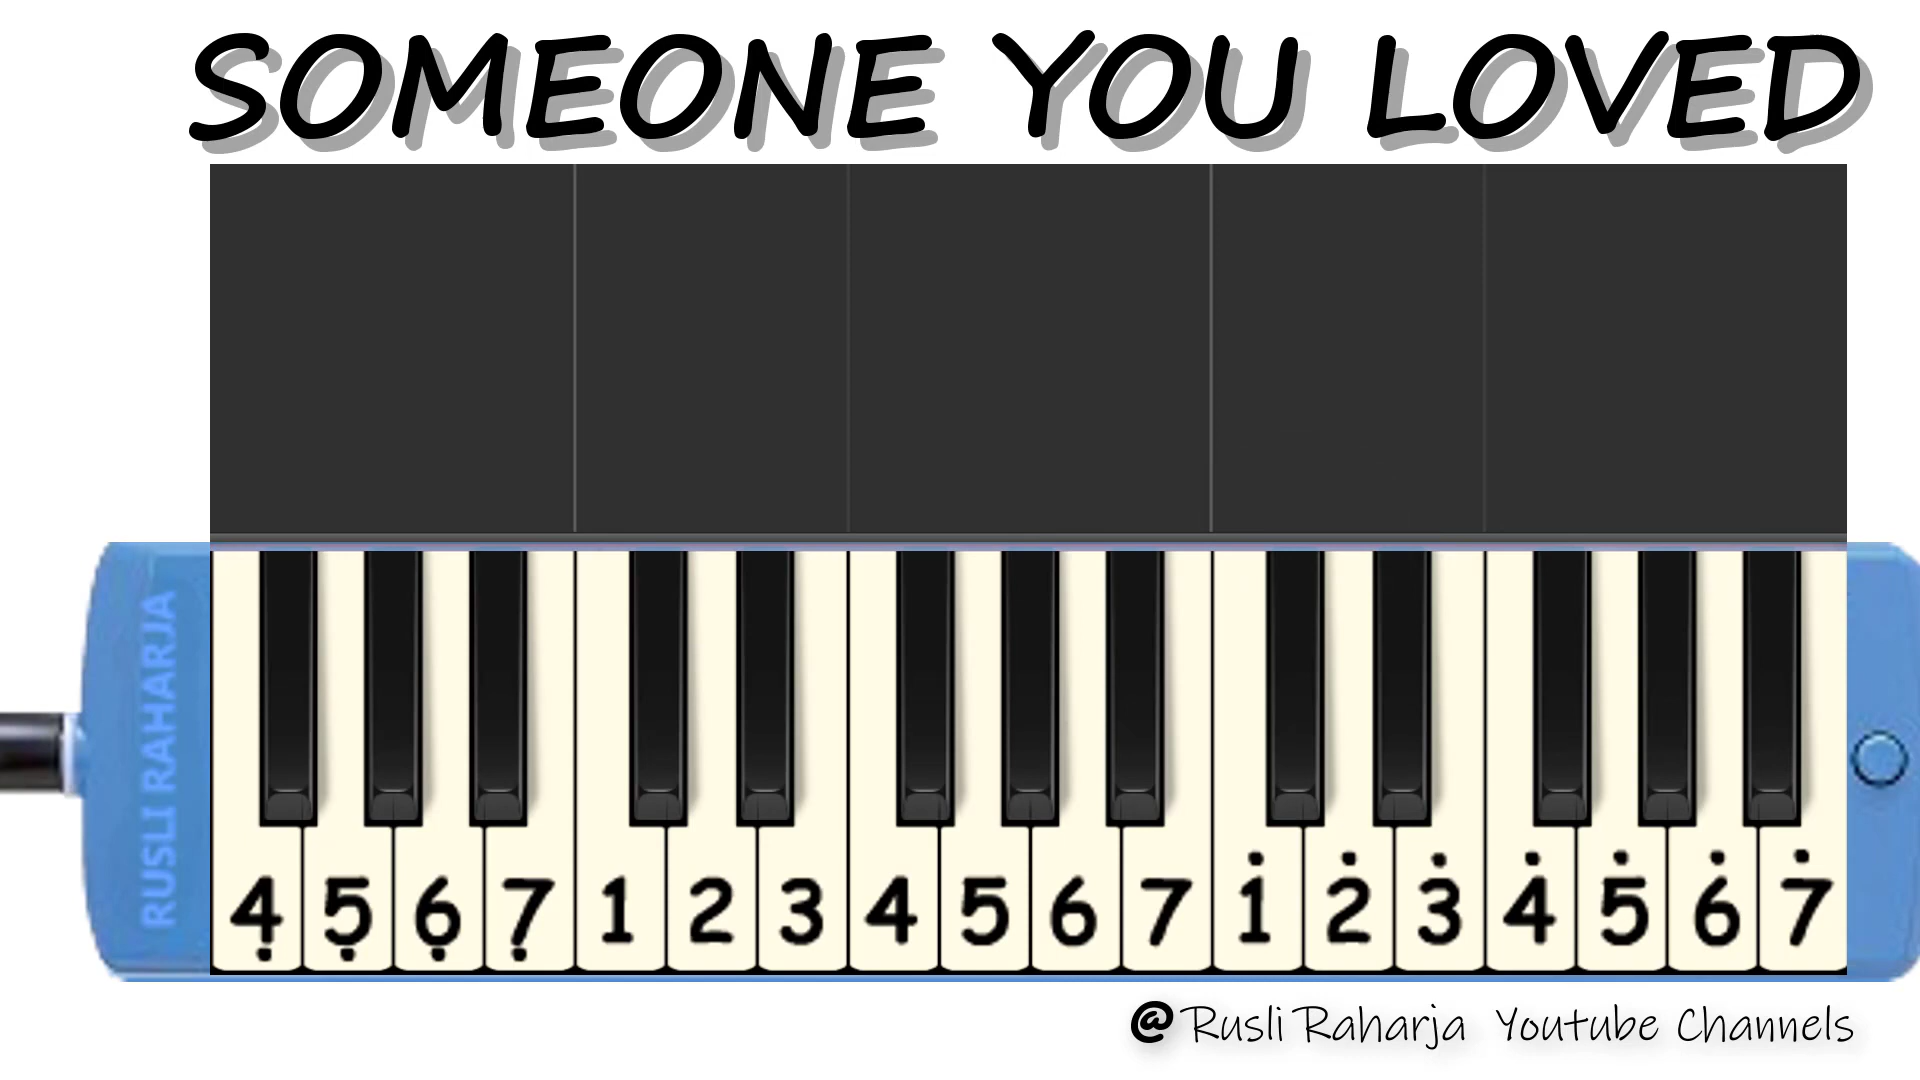 SOMEONE YOU LOVED
RUSLI RAHARJA
4̣ 5̣ 6̣ 7̣ 1 2 3 4 5 6 7 1̇ 2̇ 3̇ 4̇ 5̇ 6̇ 7̇
@Rusli Raharja Youtube Channels